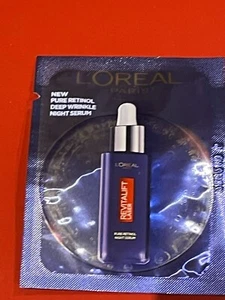 NEW
PURE RETINOL
DEEP WRINKLE
NIGHT SERUM
L'ORÉAL
PARIS
L'ORÉAL
REVITALIFT
LASER
PURE RETINOL
NIGHT SERUM